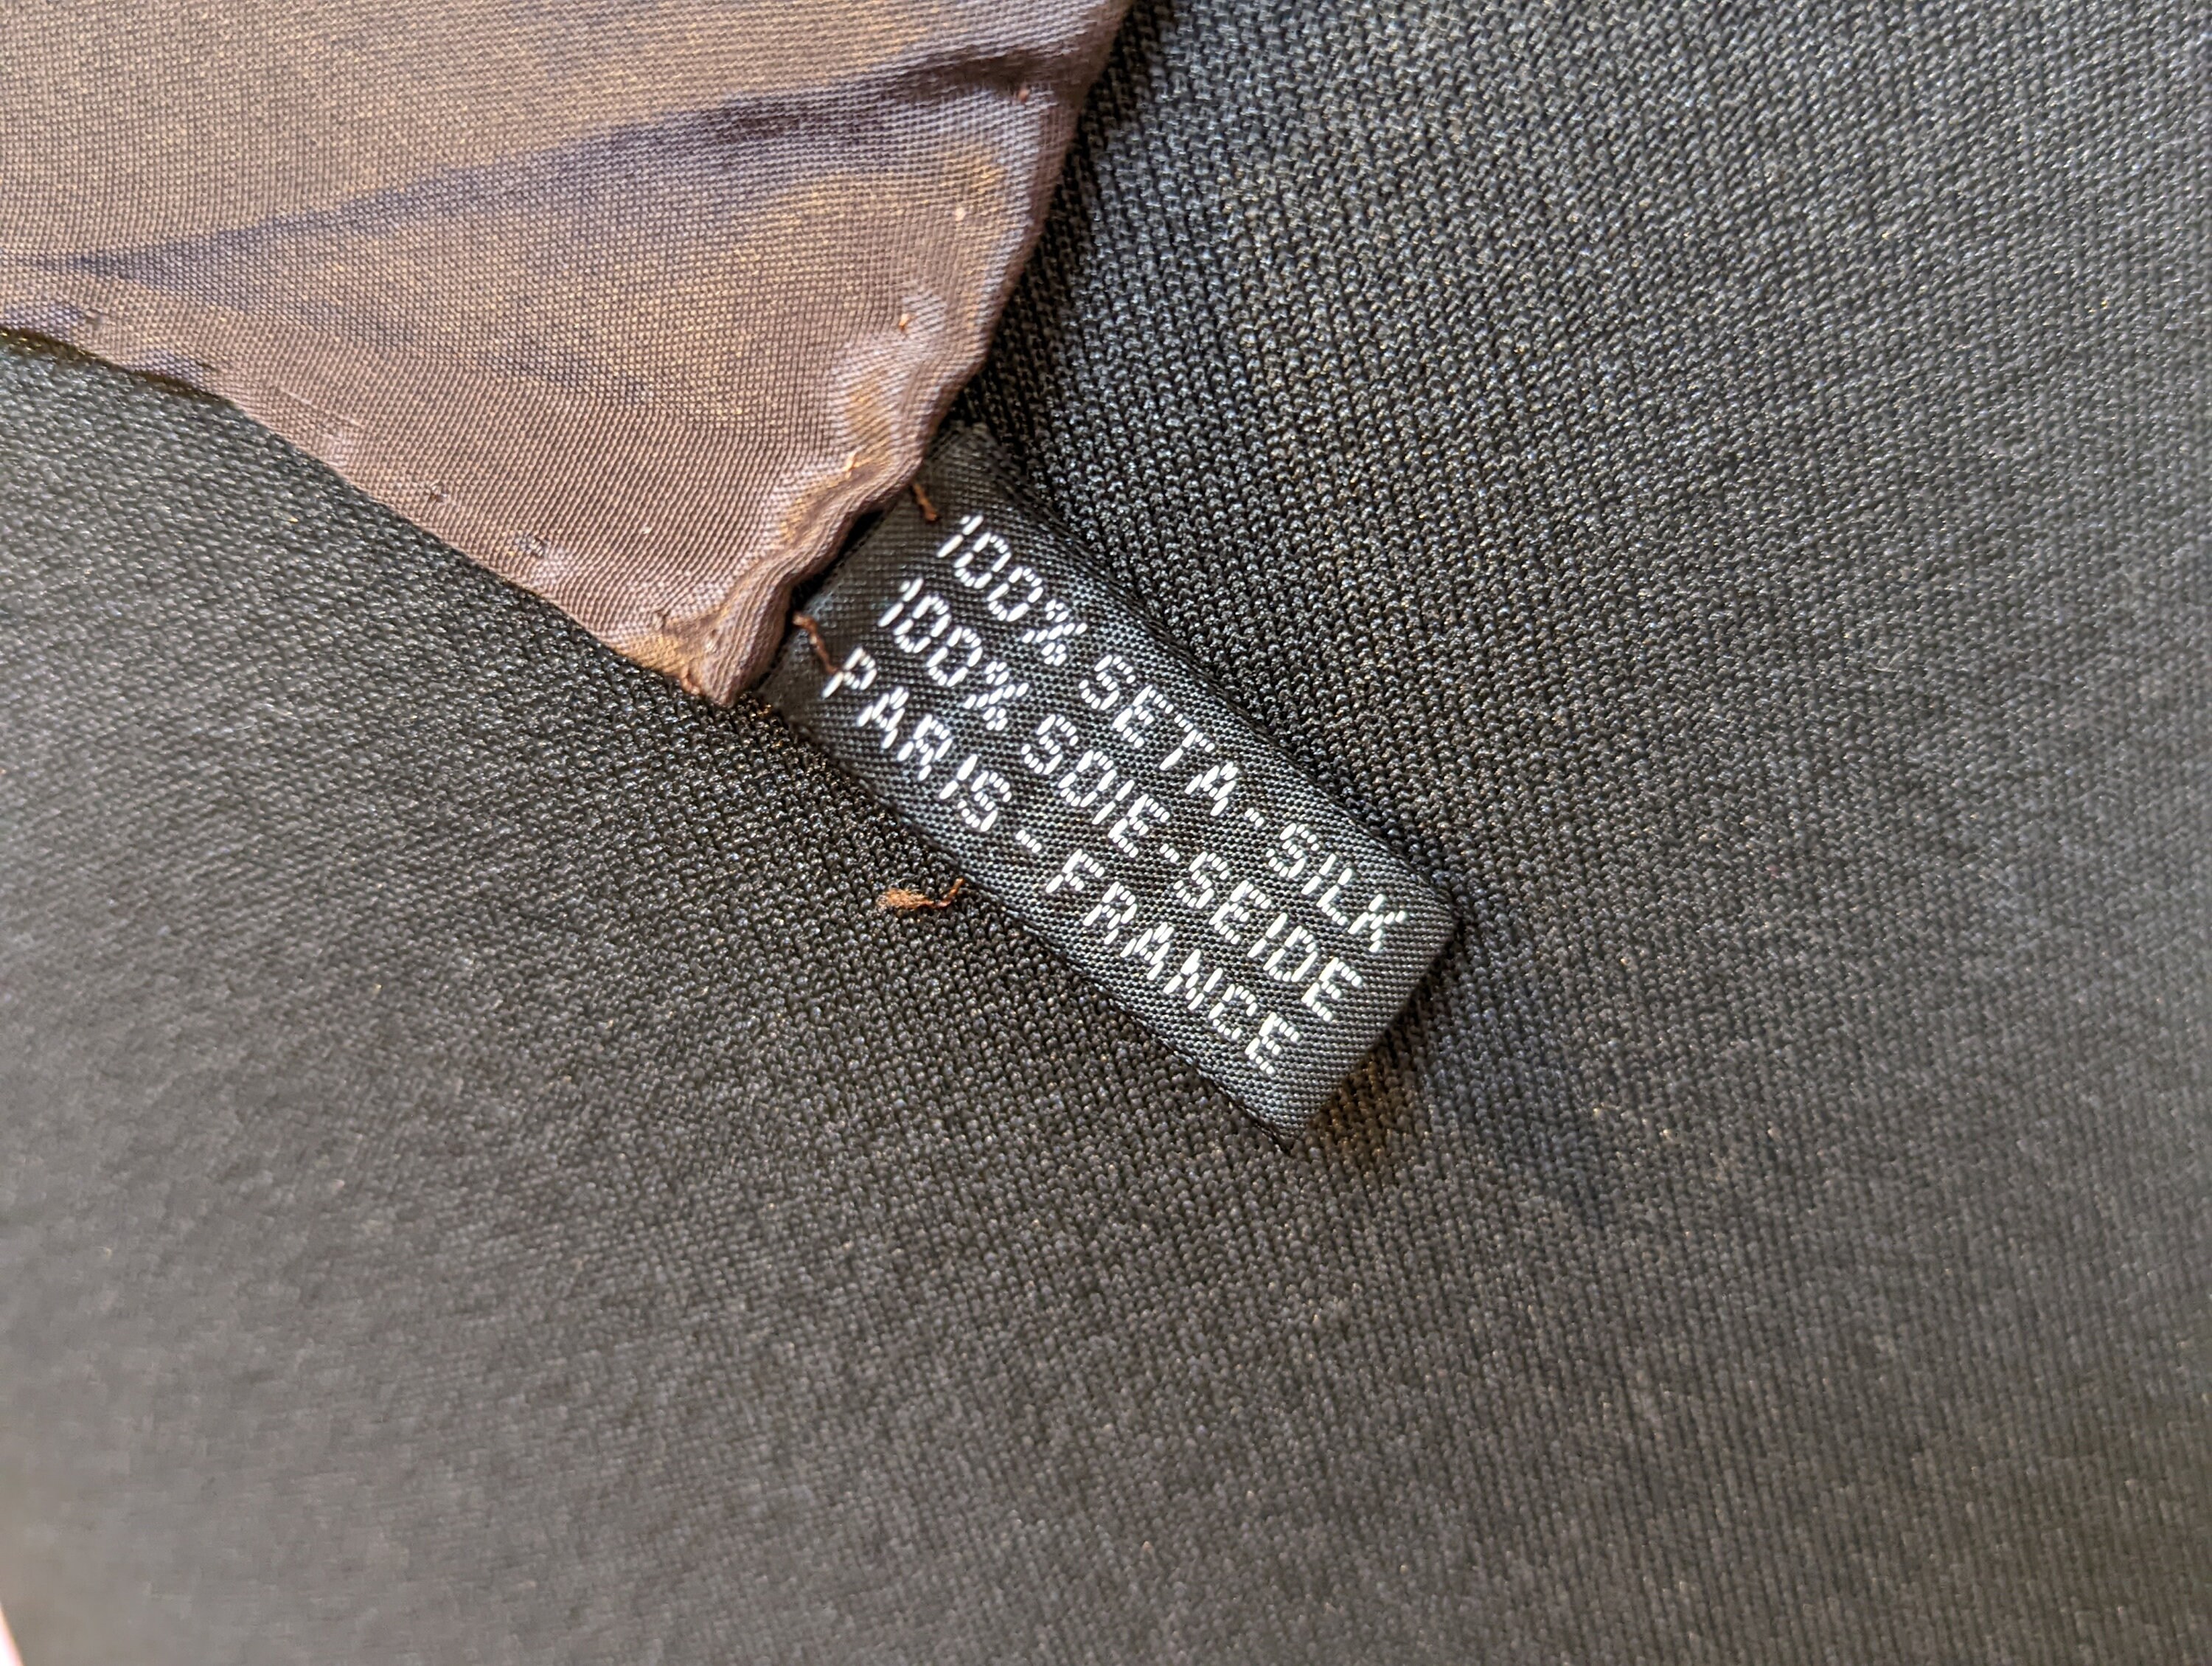 100% SETA-SILK
100% SOIE-SEIDE
PARIS-FRANCE